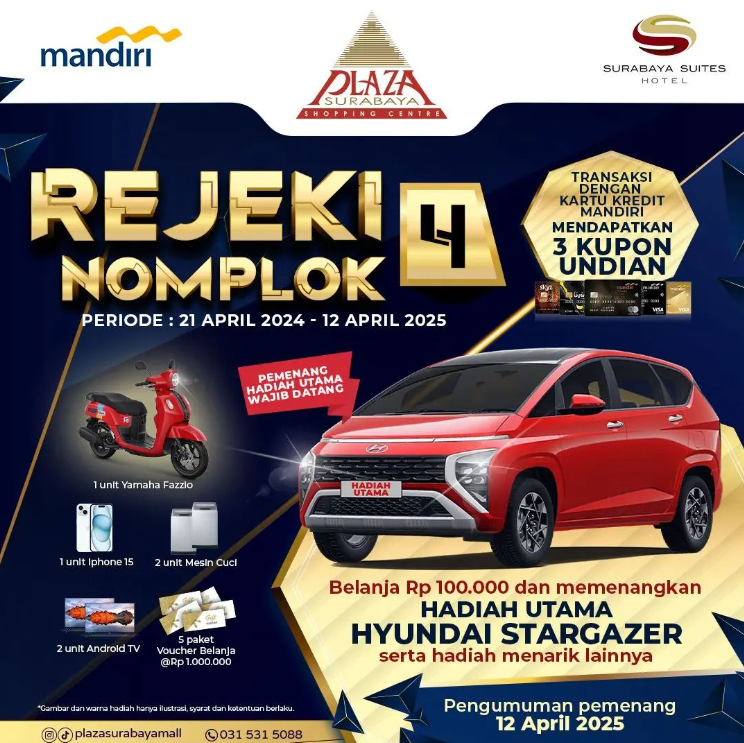 mandiri
PLAZA
SURABAYA
SHOPPING CENTRE
SURABAYA SUITES
HOTEL
REJEKI
NOMPLOK
4
PERIODE : 21 APRIL 2024 - 12 APRIL 2025
TRANSAKSI
DENGAN
KARTU KREDIT
MANDIRI
MENDAPATKAN
3 KUPON
UNDIAN
PEMENANG
HADIAH UTAMA
WAJIB DATANG
1 unit Yamaha Fazzio
HADIAH
UTAMA
1 unit Iphone 15
2 unit Mesin Cuci
2 unit Android TV
5 paket
Voucher Belanja
@Rp 1.000.000
Belanja Rp 100.000 dan memenangkan
HADIAH UTAMA
HYUNDAI STARGAZER
serta hadiah menarik lainnya
*Gambar dan warna hadiah hanya ilustrasi, syarat dan ketentuan berlaku.
plazasurabayamall
031 531 5088
Pengumuman pemenang
12 April 2025